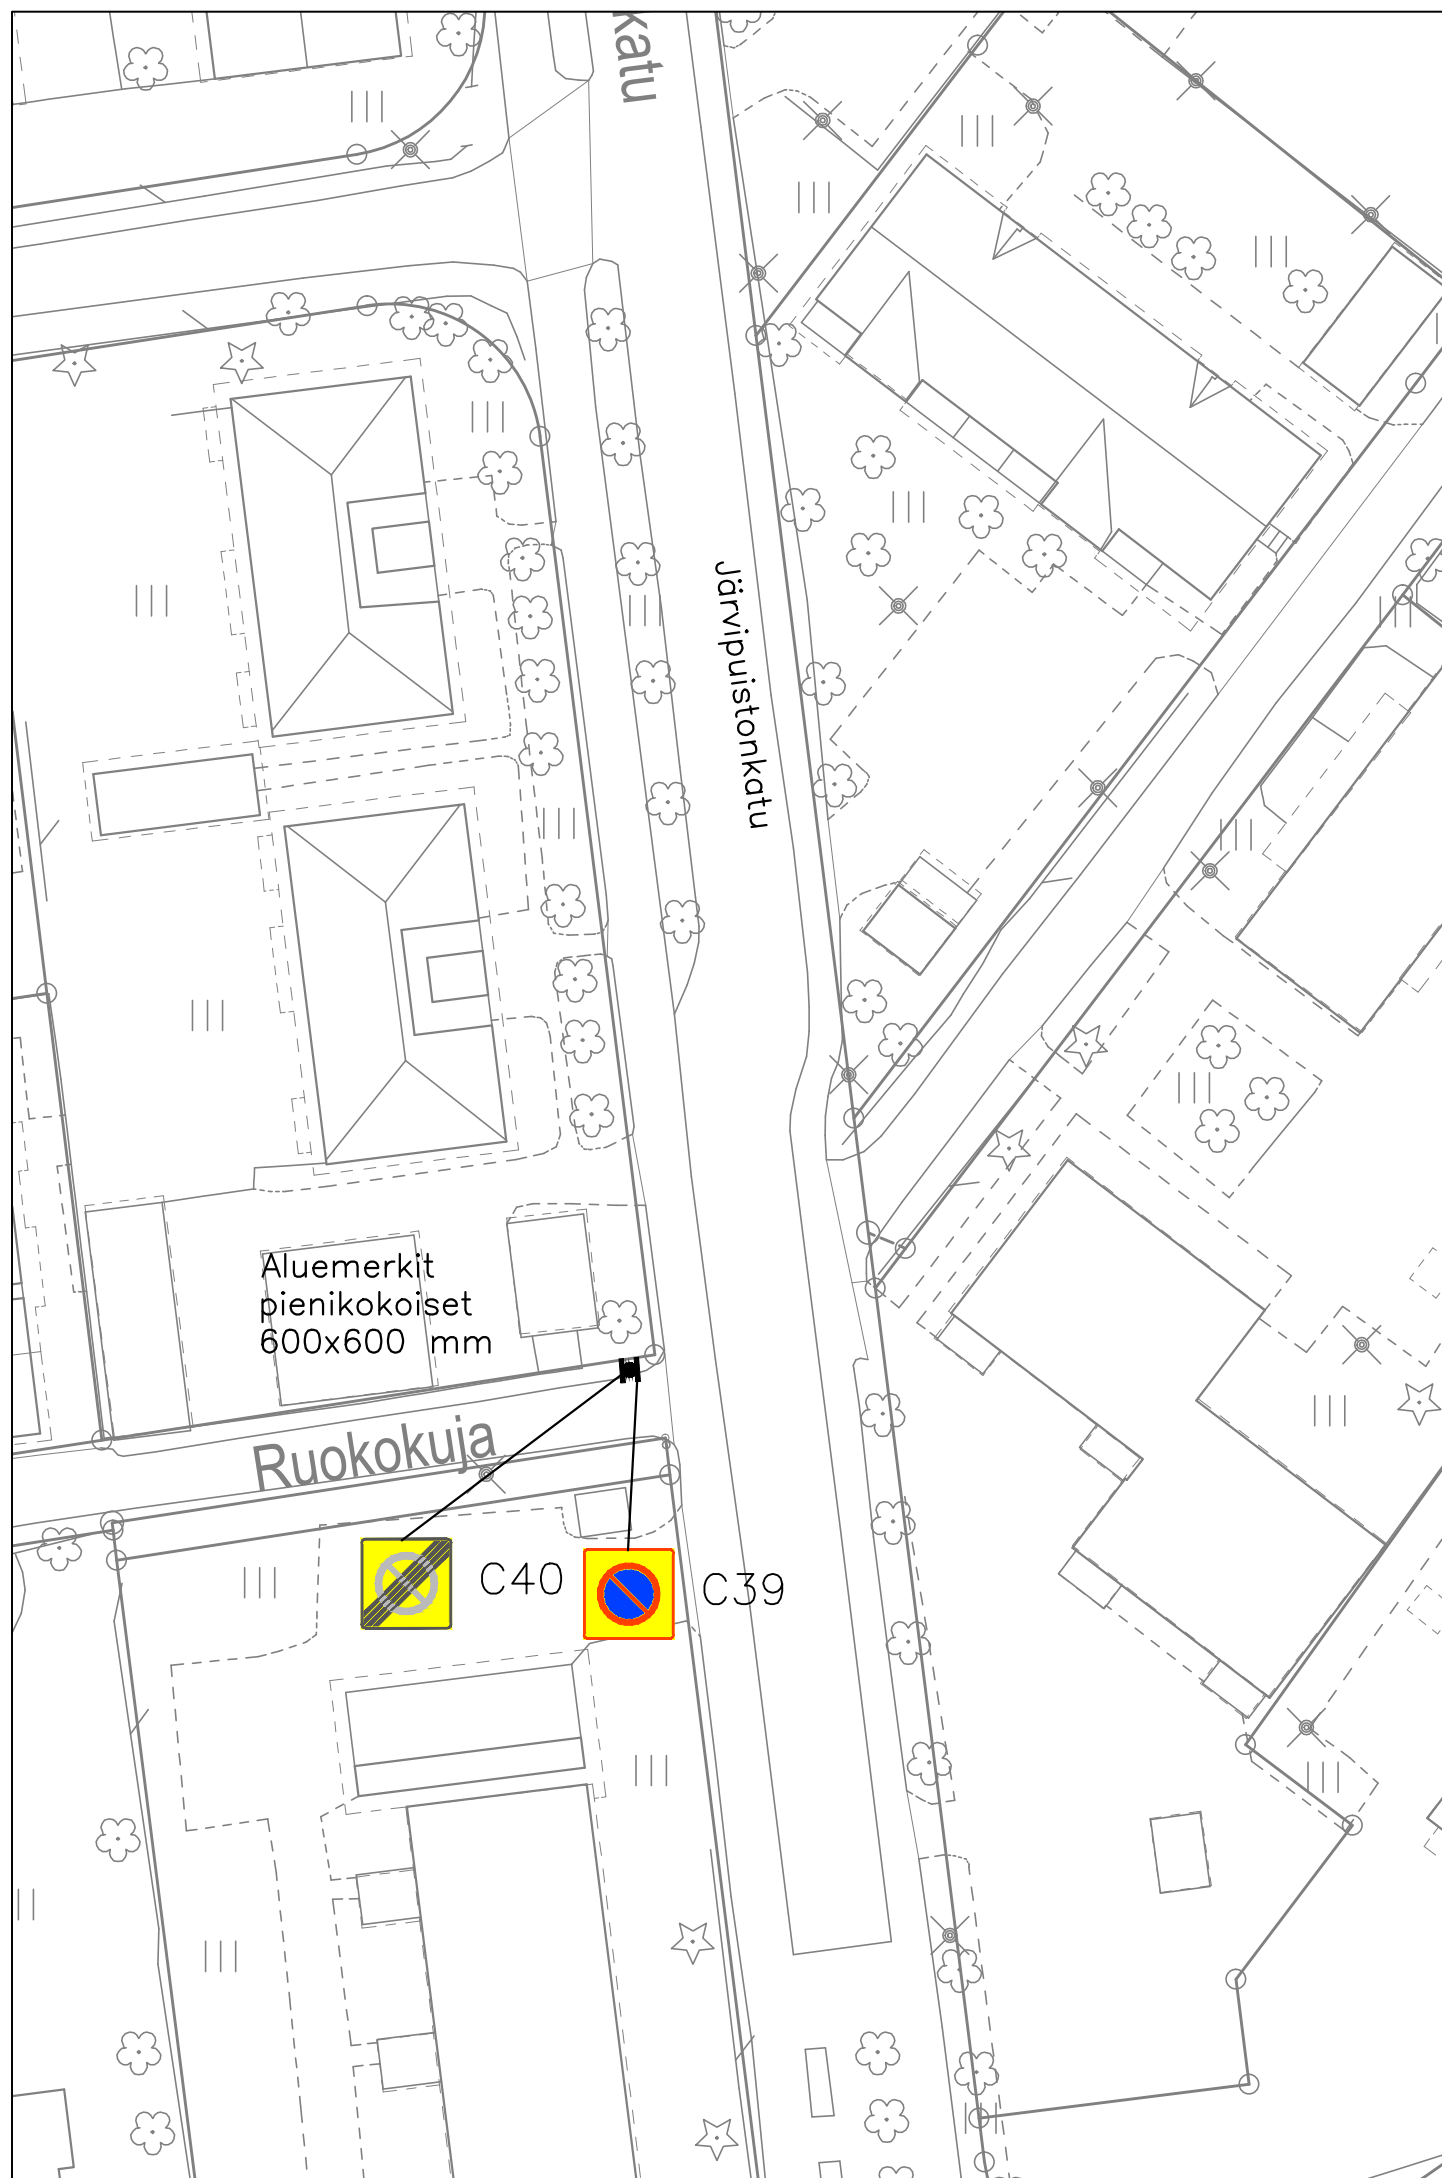 katu
Järvipuistonkatu
Aluemerkit
pienikokoiset
600x600 mm
Ruokokuja
C40
C39